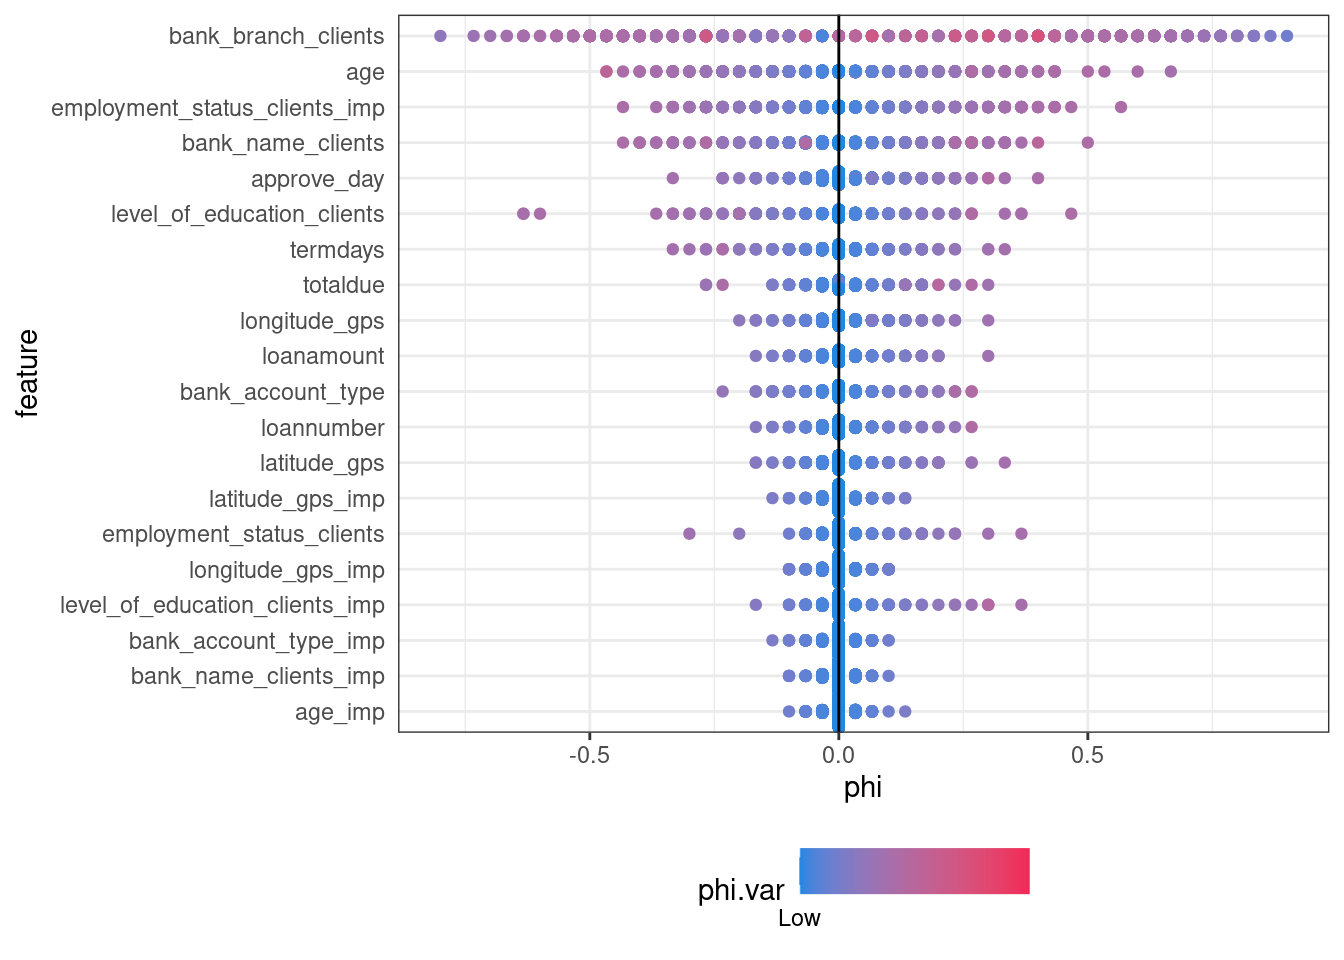 bank_branch_clients
age
employment_status_clients_imp
bank_name_clients
approve_day
level_of_education_clients
termdays
totaldue
longitude_gps
loanamount
bank_account_type
loannumber
latitude_gps
latitude_gps_imp
employment_status_clients
longitude_gps_imp
level_of_education_clients_imp
bank_account_type_imp
bank_name_clients_imp
age_imp
feature
-0.5 0.0 0.5
phi
phi.var
Low